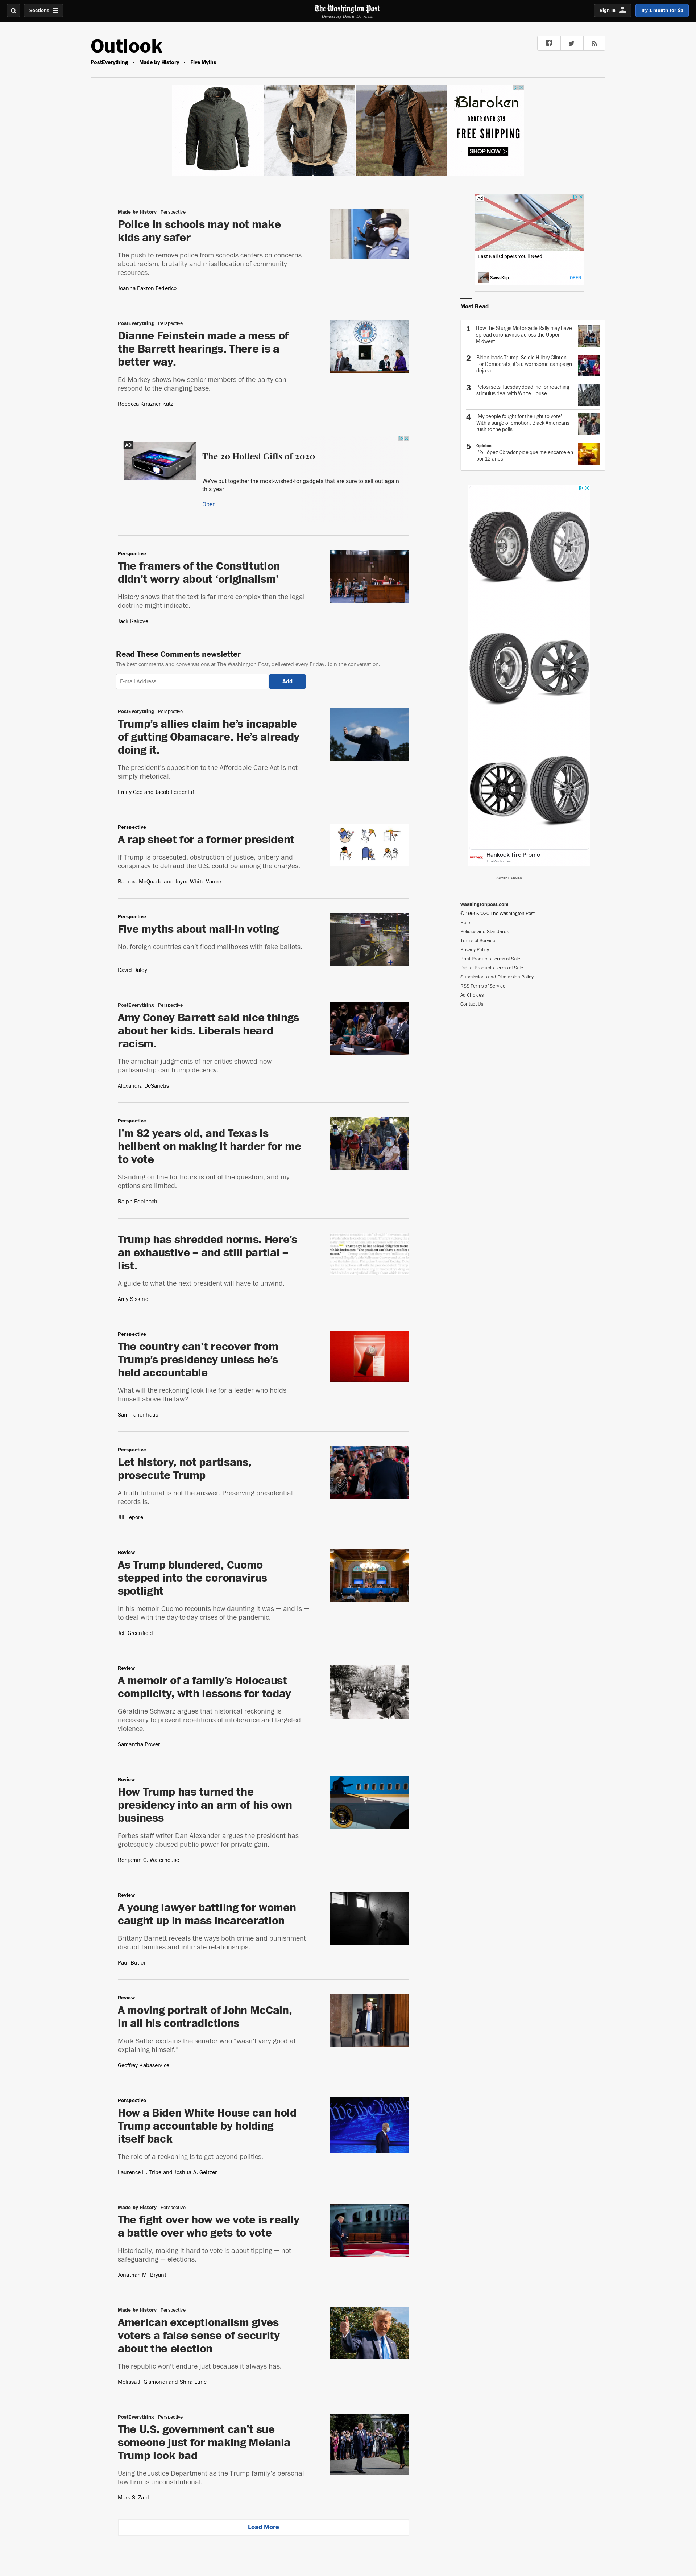 Sections
The Washington Post
Democracy Dies in Darkness
Sign In
Try 1 month for $1
Outlook
PostEverything
Made by History
Five Myths
Blaroken
ORDER OVER $79
FREE SHIPPING
SHOP NOW >
Made by History Perspective
Police in schools may not make
kids any safer
The push to remove police from schools centers on concerns
about racism, brutality and misallocation of community
resources.
Joanna Paxton Federico
PostEverything Perspective
Dianne Feinstein made a mess of
the Barrett hearings. There is a
better way.
Ed Markey shows how senior members of the party can
respond to the changing base.
Rebecca Kirszner Katz
AD
The 20 Hottest Gifts of 2020
We've put together the most-wished-for gadgets that are sure to sell out again
this year
Open
Perspective
The framers of the Constitution
didn't worry about 'originalism'
History shows that the text is far more complex than the legal
doctrine might indicate.
Jack Rakove
Read These Comments newsletter
The best comments and conversations at The Washington Post, delivered every Friday. Join the conversation.
E-mail Address
Add
PostEverything Perspective
Trump's allies claim he's incapable
of gutting Obamacare. He's already
doing it.
The president's opposition to the Affordable Care Act is not
simply rhetorical.
Emily Gee and Jacob Leibenluft
Perspective
A rap sheet for a former president
If Trump is prosecuted, obstruction of justice, bribery and
conspiracy to defraud the U.S. could be among the charges.
Barbara McQuade and Joyce White Vance
Perspective
Five myths about mail-in voting
No, foreign countries can't flood mailboxes with fake ballots.
David Daley
PostEverything Perspective
Amy Coney Barrett said nice things
about her kids. Liberals heard
racism.
The armchair judgments of her critics showed how
partisanship can trump decency.
Alexandra DeSanctis
Perspective
I'm 82 years old, and Texas is
hellbent on making it harder for me
to vote
Standing on line for hours is out of the question, and my
options are limited.
Ralph Edelbach
Trump has shredded norms. Here's
an exhaustive – and still partial –
list.
A guide to what the next president will have to unwind.
Amy Siskind
Perspective
The country can't recover from
Trump's presidency unless he's
held accountable
What will the reckoning look like for a leader who holds
himself above the law?
Sam Tanenhaus
Perspective
Let history, not partisans,
prosecute Trump
A truth tribunal is not the answer. Preserving presidential
records is.
Jill Lepore
Review
As Trump blundered, Cuomo
stepped into the coronavirus
spotlight
In his memoir Cuomo recounts how daunting it was — and is —
to deal with the day-to-day crises of the pandemic.
Jeff Greenfield
Review
A memoir of a family's Holocaust
complicity, with lessons for today
Géraldine Schwarz argues that historical reckoning is
necessary to prevent repetitions of intolerance and targeted
violence.
Samantha Power
Review
How Trump has turned the
presidency into an arm of his own
business
Forbes staff writer Dan Alexander argues the president has
grotesquely abused public power for private gain.
Benjamin C. Waterhouse
Review
A young lawyer battling for women
caught up in mass incarceration
Brittany Barnett reveals the ways both crime and punishment
disrupt families and intimate relationships.
Paul Butler
Review
A moving portrait of John McCain,
in all his contradictions
Mark Salter explains the senator who "wasn't very good at
explaining himself."
Geoffrey Kabaservice
Perspective
How a Biden White House can hold
Trump accountable by holding
itself back
The role of a reckoning is to get beyond politics.
Laurence H. Tribe and Joshua A. Geltzer
We the People
Made by History Perspective
The fight over how we vote is really
a battle over who gets to vote
Historically, making it hard to vote is about tipping — not
safeguarding — elections.
Jonathan M. Bryant
Made by History Perspective
American exceptionalism gives
voters a false sense of security
about the election
The republic won't endure just because it always has.
Melissa J. Gismondi and Shira Lurie
PostEverything Perspective
The U.S. government can't sue
someone just for making Melania
Trump look bad
Using the Justice Department as the Trump family's personal
law firm is unconstitutional.
Mark S. Zaid
Load More
Ad
Last Nail Clippers You'll Need
SwissKlip
OPEN
Most Read
1 How the Sturgis Motorcycle Rally may have
spread coronavirus across the Upper
Midwest
2 Biden leads Trump. So did Hillary Clinton.
For Democrats, it's a worrisome campaign
deja vu
3 Pelosi sets Tuesday deadline for reaching
stimulus deal with White House
4 'My people fought for the right to vote':
With a surge of emotion, Black Americans
rush to the polls
5 Opinion
Pío López Obrador pide que me encarcelen
por 12 años
Hankook Tire Promo
ADVERTISEMENT
washingtonpost.com
© 1996-2020 The Washington Post
Help
Policies and Standards
Terms of Service
Privacy Policy
Print Products Terms of Sale
Digital Products Terms of Sale
Submissions and Discussion Policy
RSS Terms of Service
Ad Choices
Contact Us